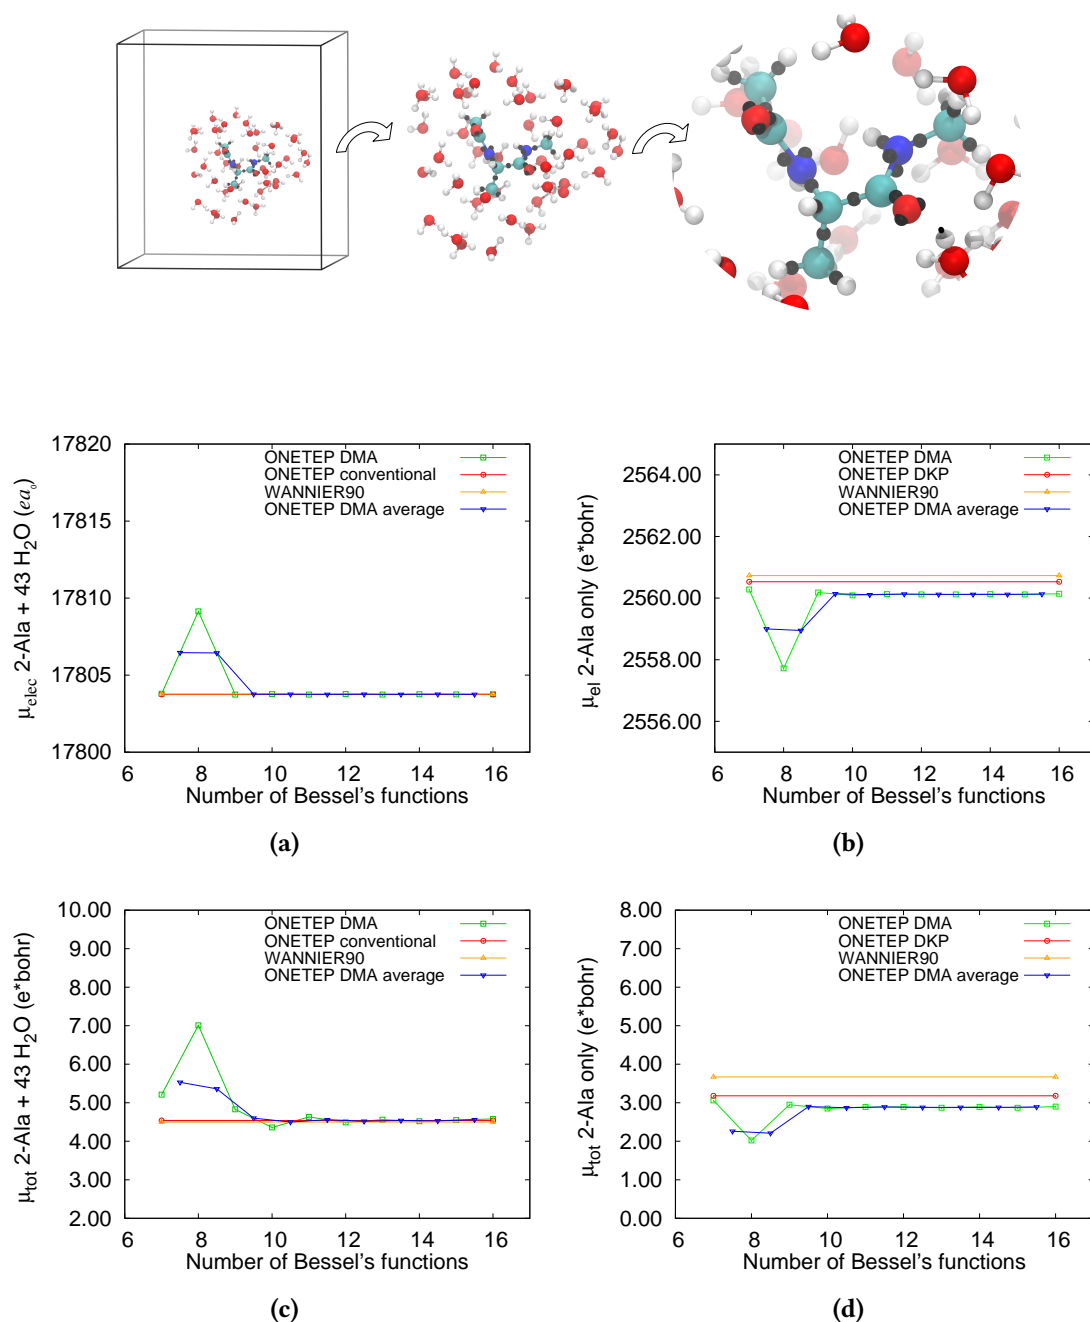 17820
17815
17810
17805
17800
6 8 10 12 14 16
μelec 2-Ala + 43 H2O (ea0)
Number of Bessel's functions
ONETEP DMA
ONETEP conventional
WANNIER90
ONETEP DMA average
(a)
2564.00
2562.00
2560.00
2558.00
2556.00
6 8 10 12 14 16
μel 2-Ala only (e*bohr)
Number of Bessel's functions
ONETEP DMA
ONETEP DKP
WANNIER90
ONETEP DMA average
(b)
10.00
9.00
8.00
7.00
6.00
5.00
4.00
3.00
2.00
6 8 10 12 14 16
μtot 2-Ala + 43 H2O (e*bohr)
Number of Bessel's functions
ONETEP DMA
ONETEP conventional
WANNIER90
ONETEP DMA average
(c)
8.00
7.00
6.00
5.00
4.00
3.00
2.00
1.00
0.00
6 8 10 12 14 16
μtot 2-Ala only (e*bohr)
Number of Bessel's functions
ONETEP DMA
ONETEP DKP
WANNIER90
ONETEP DMA average
(d)